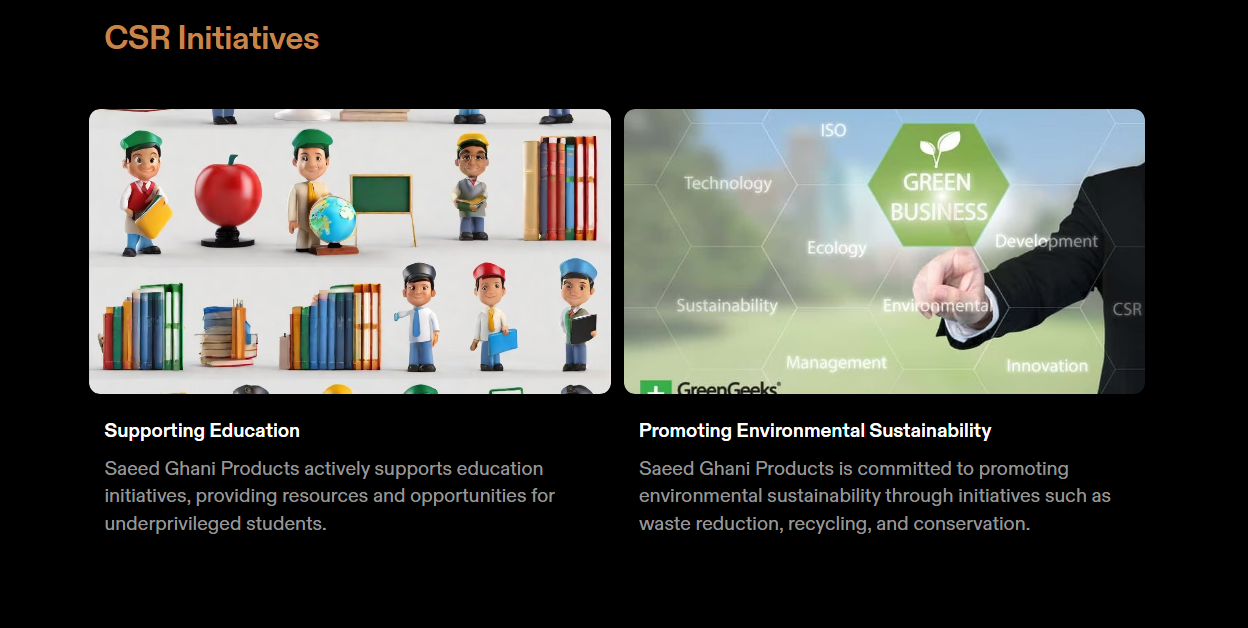 CSR Initiatives
ISO
GREEN
BUSINESS
Technology
Development
Ecology
Sustainability
Environmental
CSR
Management
Innovation
GreenGeeks®
Supporting Education
Saeed Ghani Products actively supports education
initiatives, providing resources and opportunities for
underprivileged students.
Promoting Environmental Sustainability
Saeed Ghani Products is committed to promoting
environmental sustainability through initiatives such as
waste reduction, recycling, and conservation.